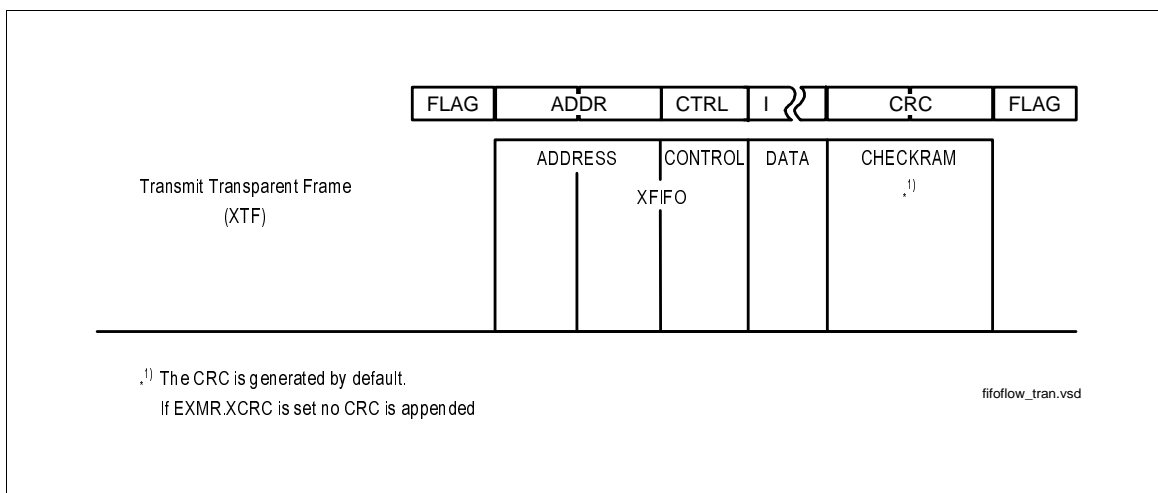 FLAG ADDR CTRL I CRC FLAG
ADDRESS CONTROL DATA CHECKRAM
Transmit Transparent Frame *1)
XFIFO
(XTF)
*1) The CRC is generated by default.
If EXMR.XCRC is set no CRC is appended
fifoflow_tran.vsd